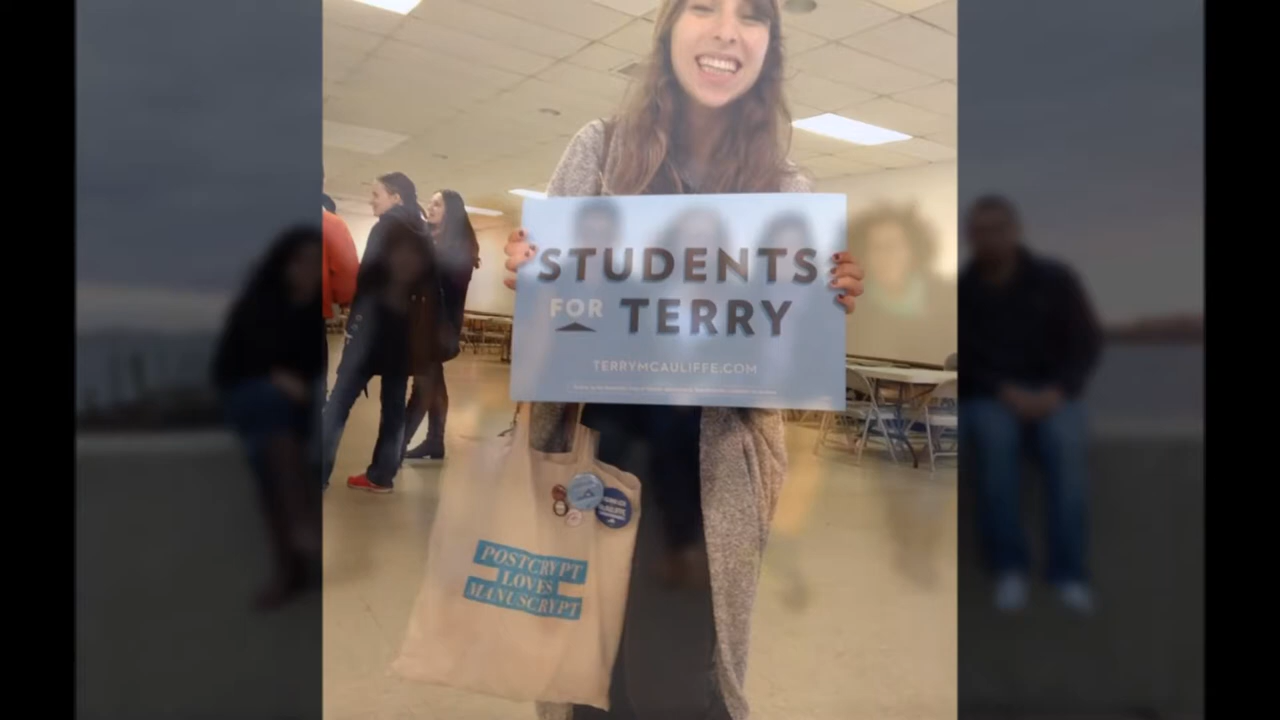 STUDENTS
FOR TERRY
TERRYMCAULIFFE.COM
POSTCRYPT
LOVES
MANUSCRYPT